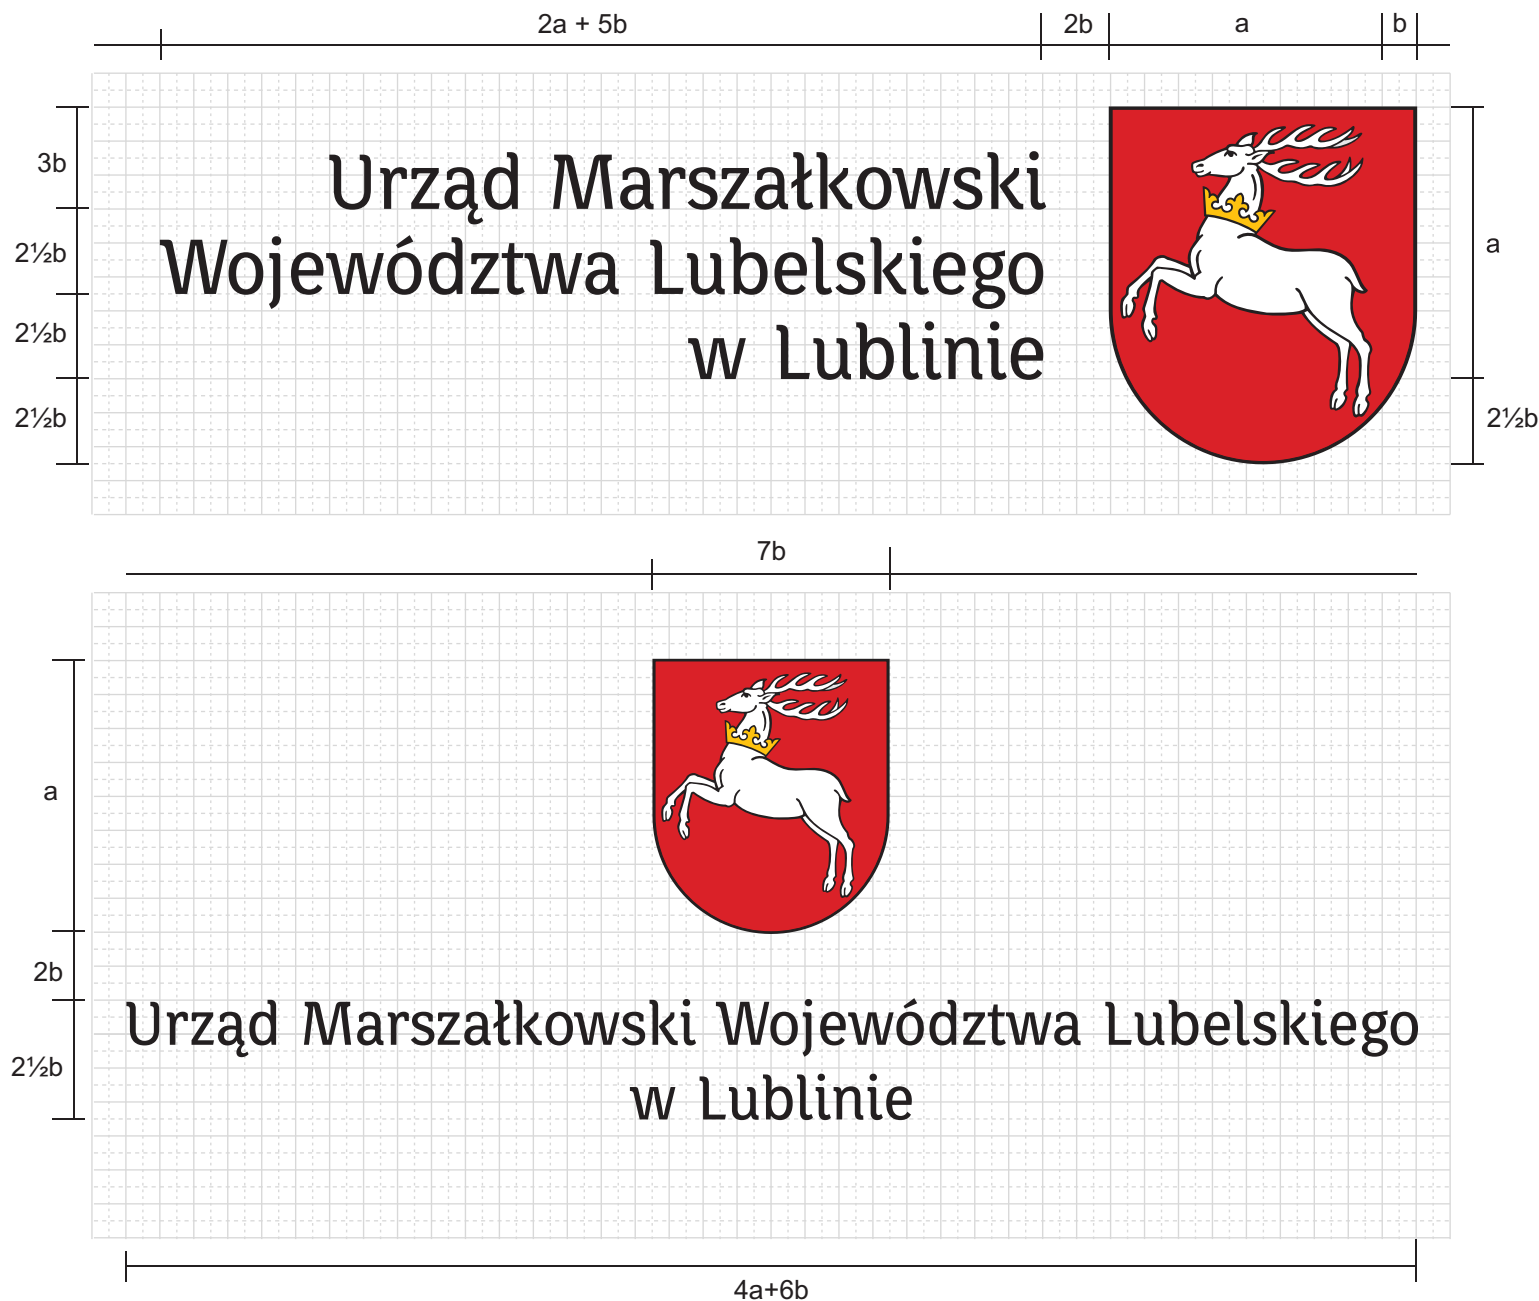 2a + 5b
2b
a
b
3b
2½b
2½b
2½b
Urząd Marszałkowski
Województwa Lubelskiego
w Lublinie
a
2½b
7b
a
2b
2½b
Urząd Marszałkowski Województwa Lubelskiego
w Lublinie
4a+6b